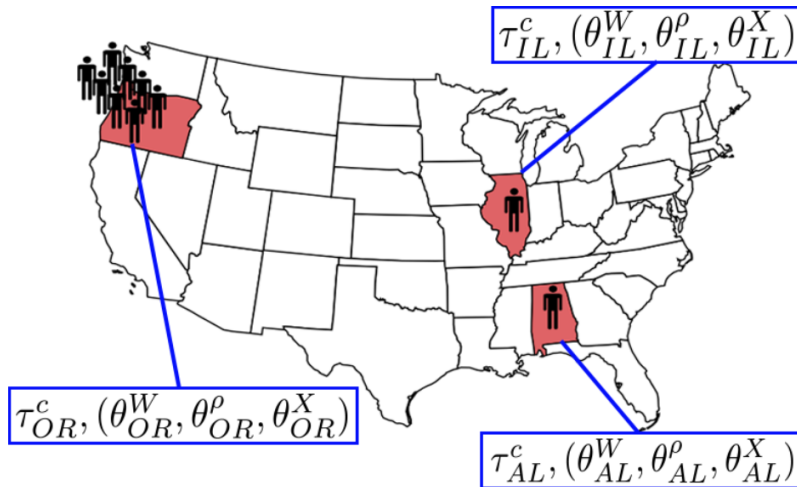 τ^c_{IL}, (θ^W_{IL}, θ^ρ_{IL}, θ^X_{IL})
τ^c_{OR}, (θ^W_{OR}, θ^ρ_{OR}, θ^X_{OR})
τ^c_{AL}, (θ^W_{AL}, θ^ρ_{AL}, θ^X_{AL})